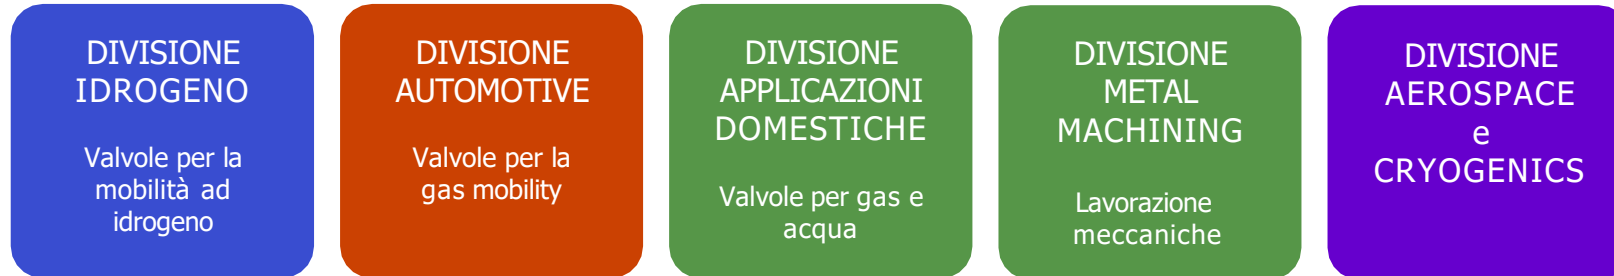 DIVISIONE
IDROGENO
Valvole per la
mobilità ad
idrogeno
DIVISIONE
AUTOMOTIVE
Valvole per la
gas mobility
DIVISIONE
APPLICAZIONI
DOMESTICHE
Valvole per gas e
acqua
DIVISIONE
METAL
MACHINING
Lavorazione
meccaniche
DIVISIONE
AEROSPACE
e
CRYOGENICS